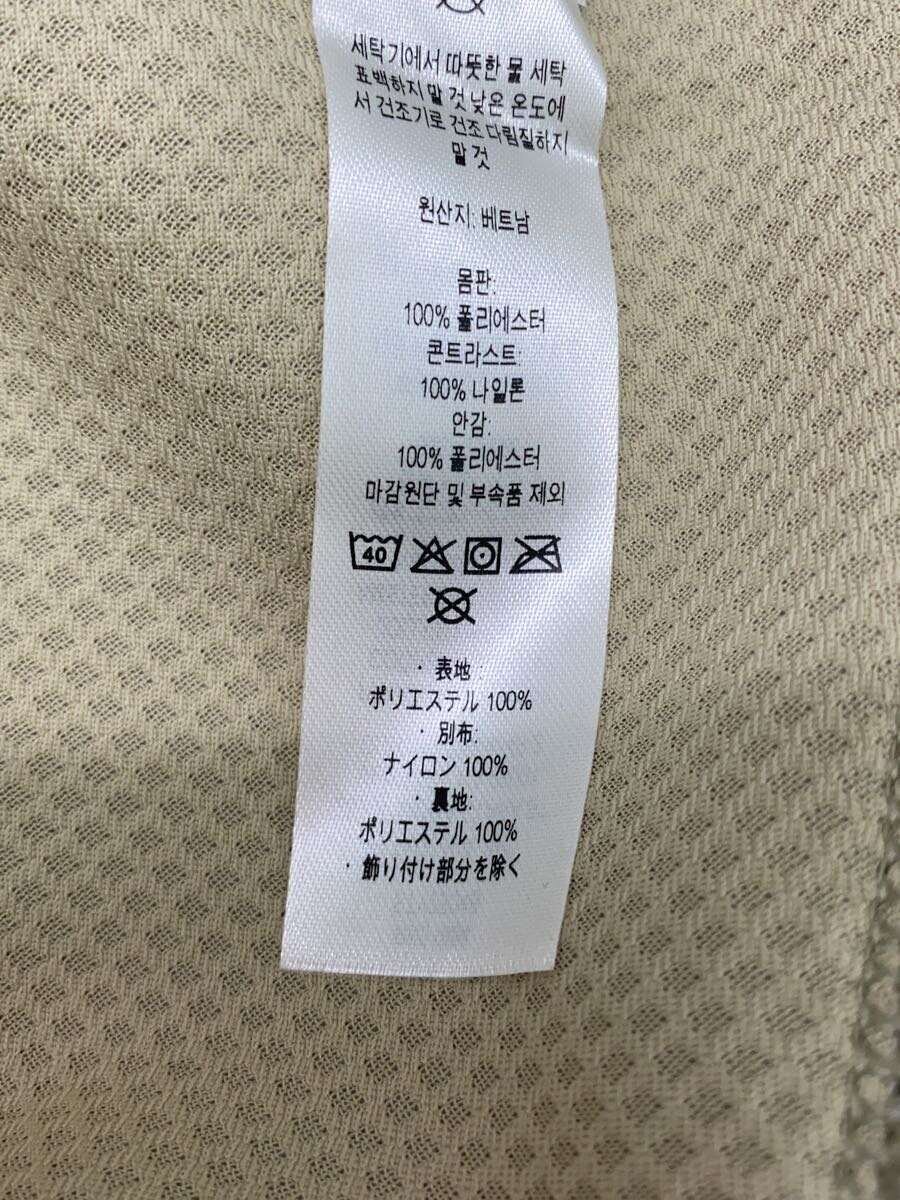 세탁기에서 따뜻한 물 세탁
표백하지 말 것 낮은 온도에
서 건조기로 건조 다림질하지
말 것
원산지: 베트남
몸판:
100% 폴리에스터
콘트라스트:
100% 나일론
안감:
100% 폴리에스터
마감원단 및 부속품 제외
40
・表地 :
ポリエステル 100%
・別布:
ナイロン 100%
・裏地:
ポリエステル 100%
・飾り付け部分を除く